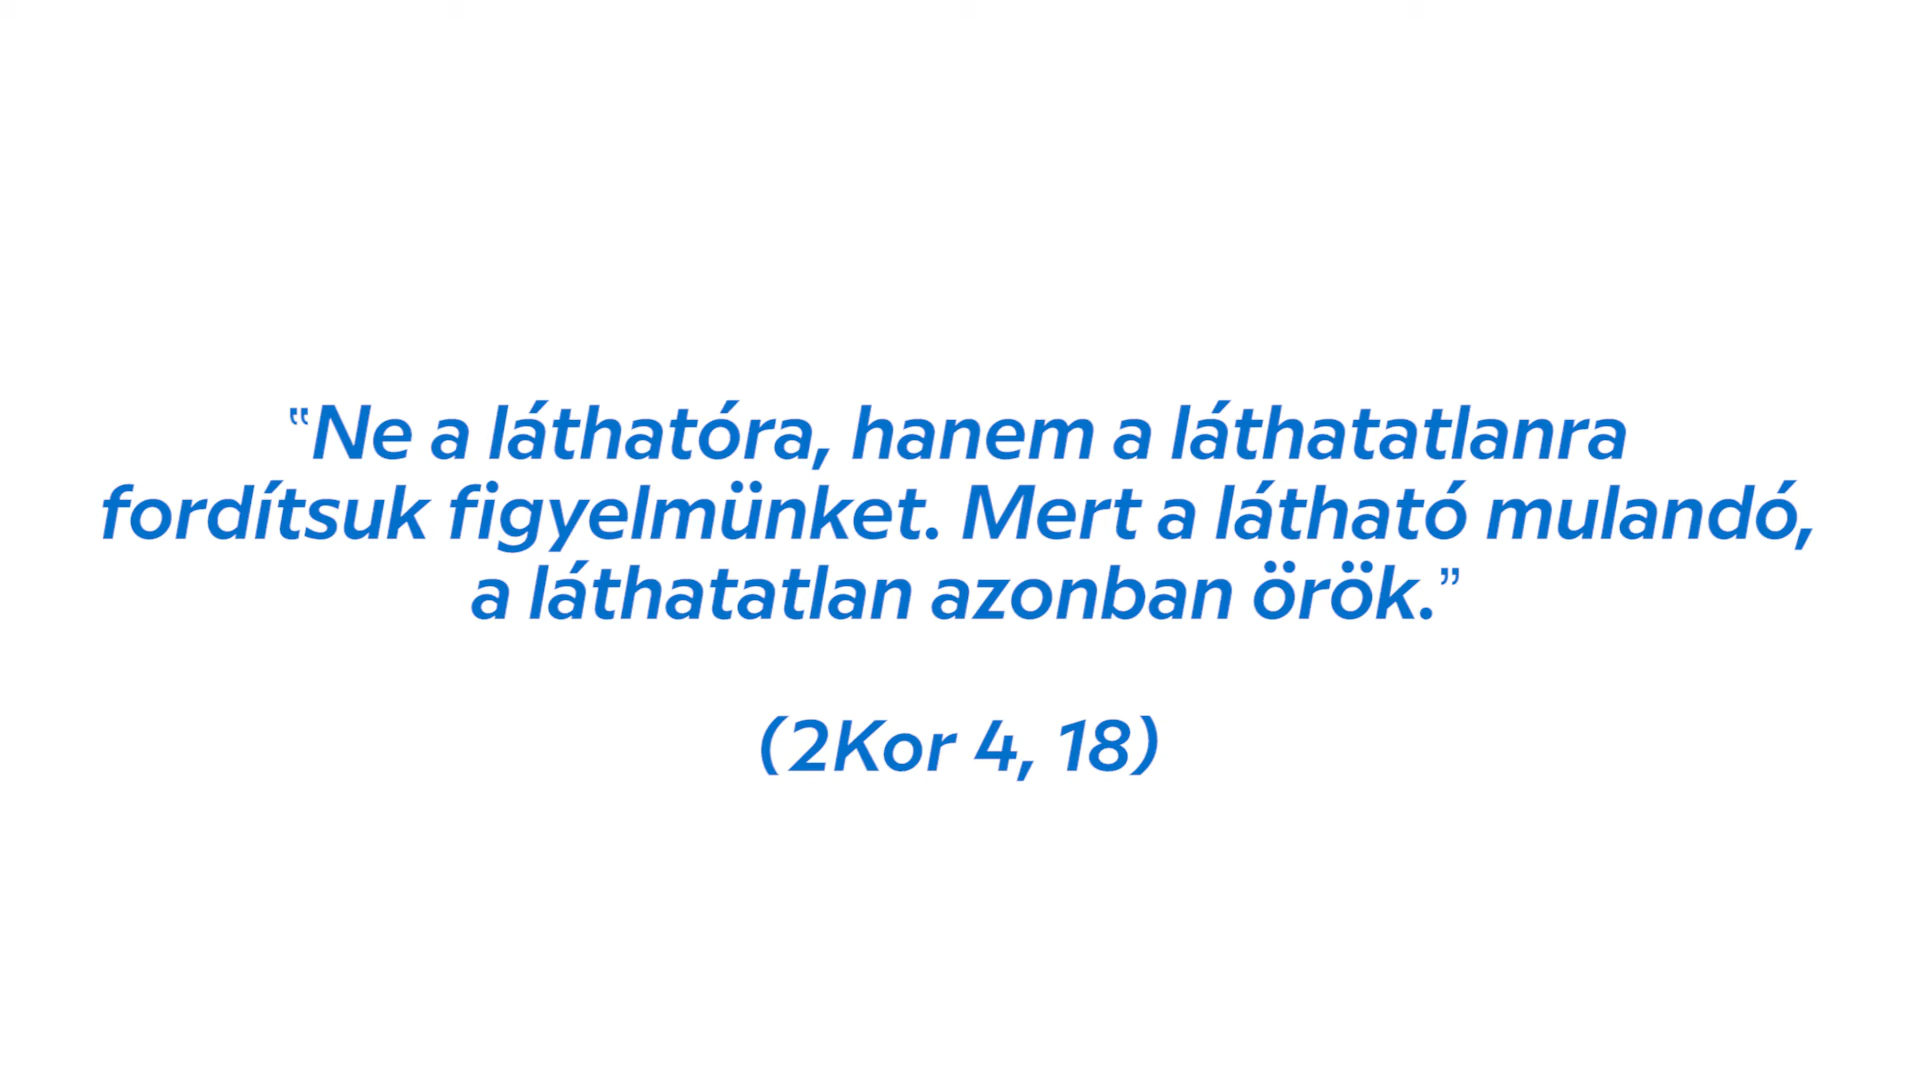 ‟Ne a láthatóra, hanem a láthatatlanra
fordítsuk figyelmünket. Mert a látható mulandó,
a láthatatlan azonban örök.”
(2Kor 4, 18)